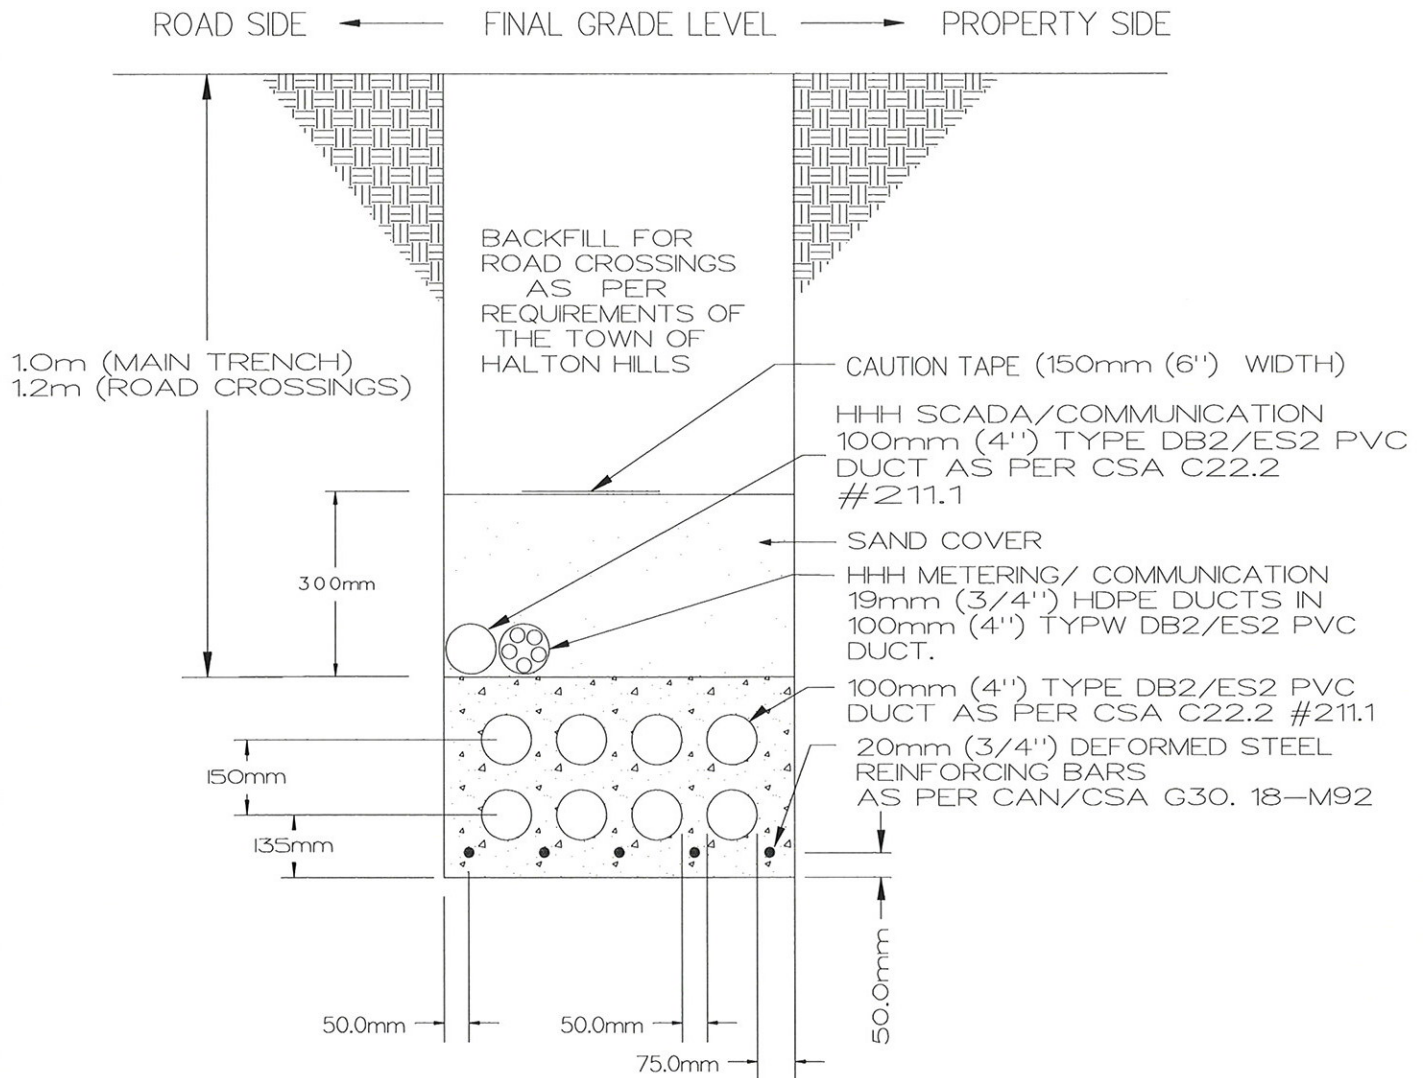 ROAD SIDE FINAL GRADE LEVEL PROPERTY SIDE
BACKFILL FOR
ROAD CROSSINGS
AS PER
REQUIREMENTS OF
THE TOWN OF
HALTON HILLS
1.0m (MAIN TRENCH)
1.2m (ROAD CROSSINGS)
CAUTION TAPE (150mm (6'') WIDTH)
HHH SCADA/COMMUNICATION
100mm (4'') TYPE DB2/ES2 PVC
DUCT AS PER CSA C22.2
#211.1
SAND COVER
300mm
HHH METERING/ COMMUNICATION
19mm (3/4'') HDPE DUCTS IN
100mm (4'') TYPW DB2/ES2 PVC
DUCT.
100mm (4'') TYPE DB2/ES2 PVC
DUCT AS PER CSA C22.2 #211.1
20mm (3/4'') DEFORMED STEEL
REINFORCING BARS
AS PER CAN/CSA G30. 18-M92
150mm
135mm
50.0mm
50.0mm
50.0mm
75.0mm